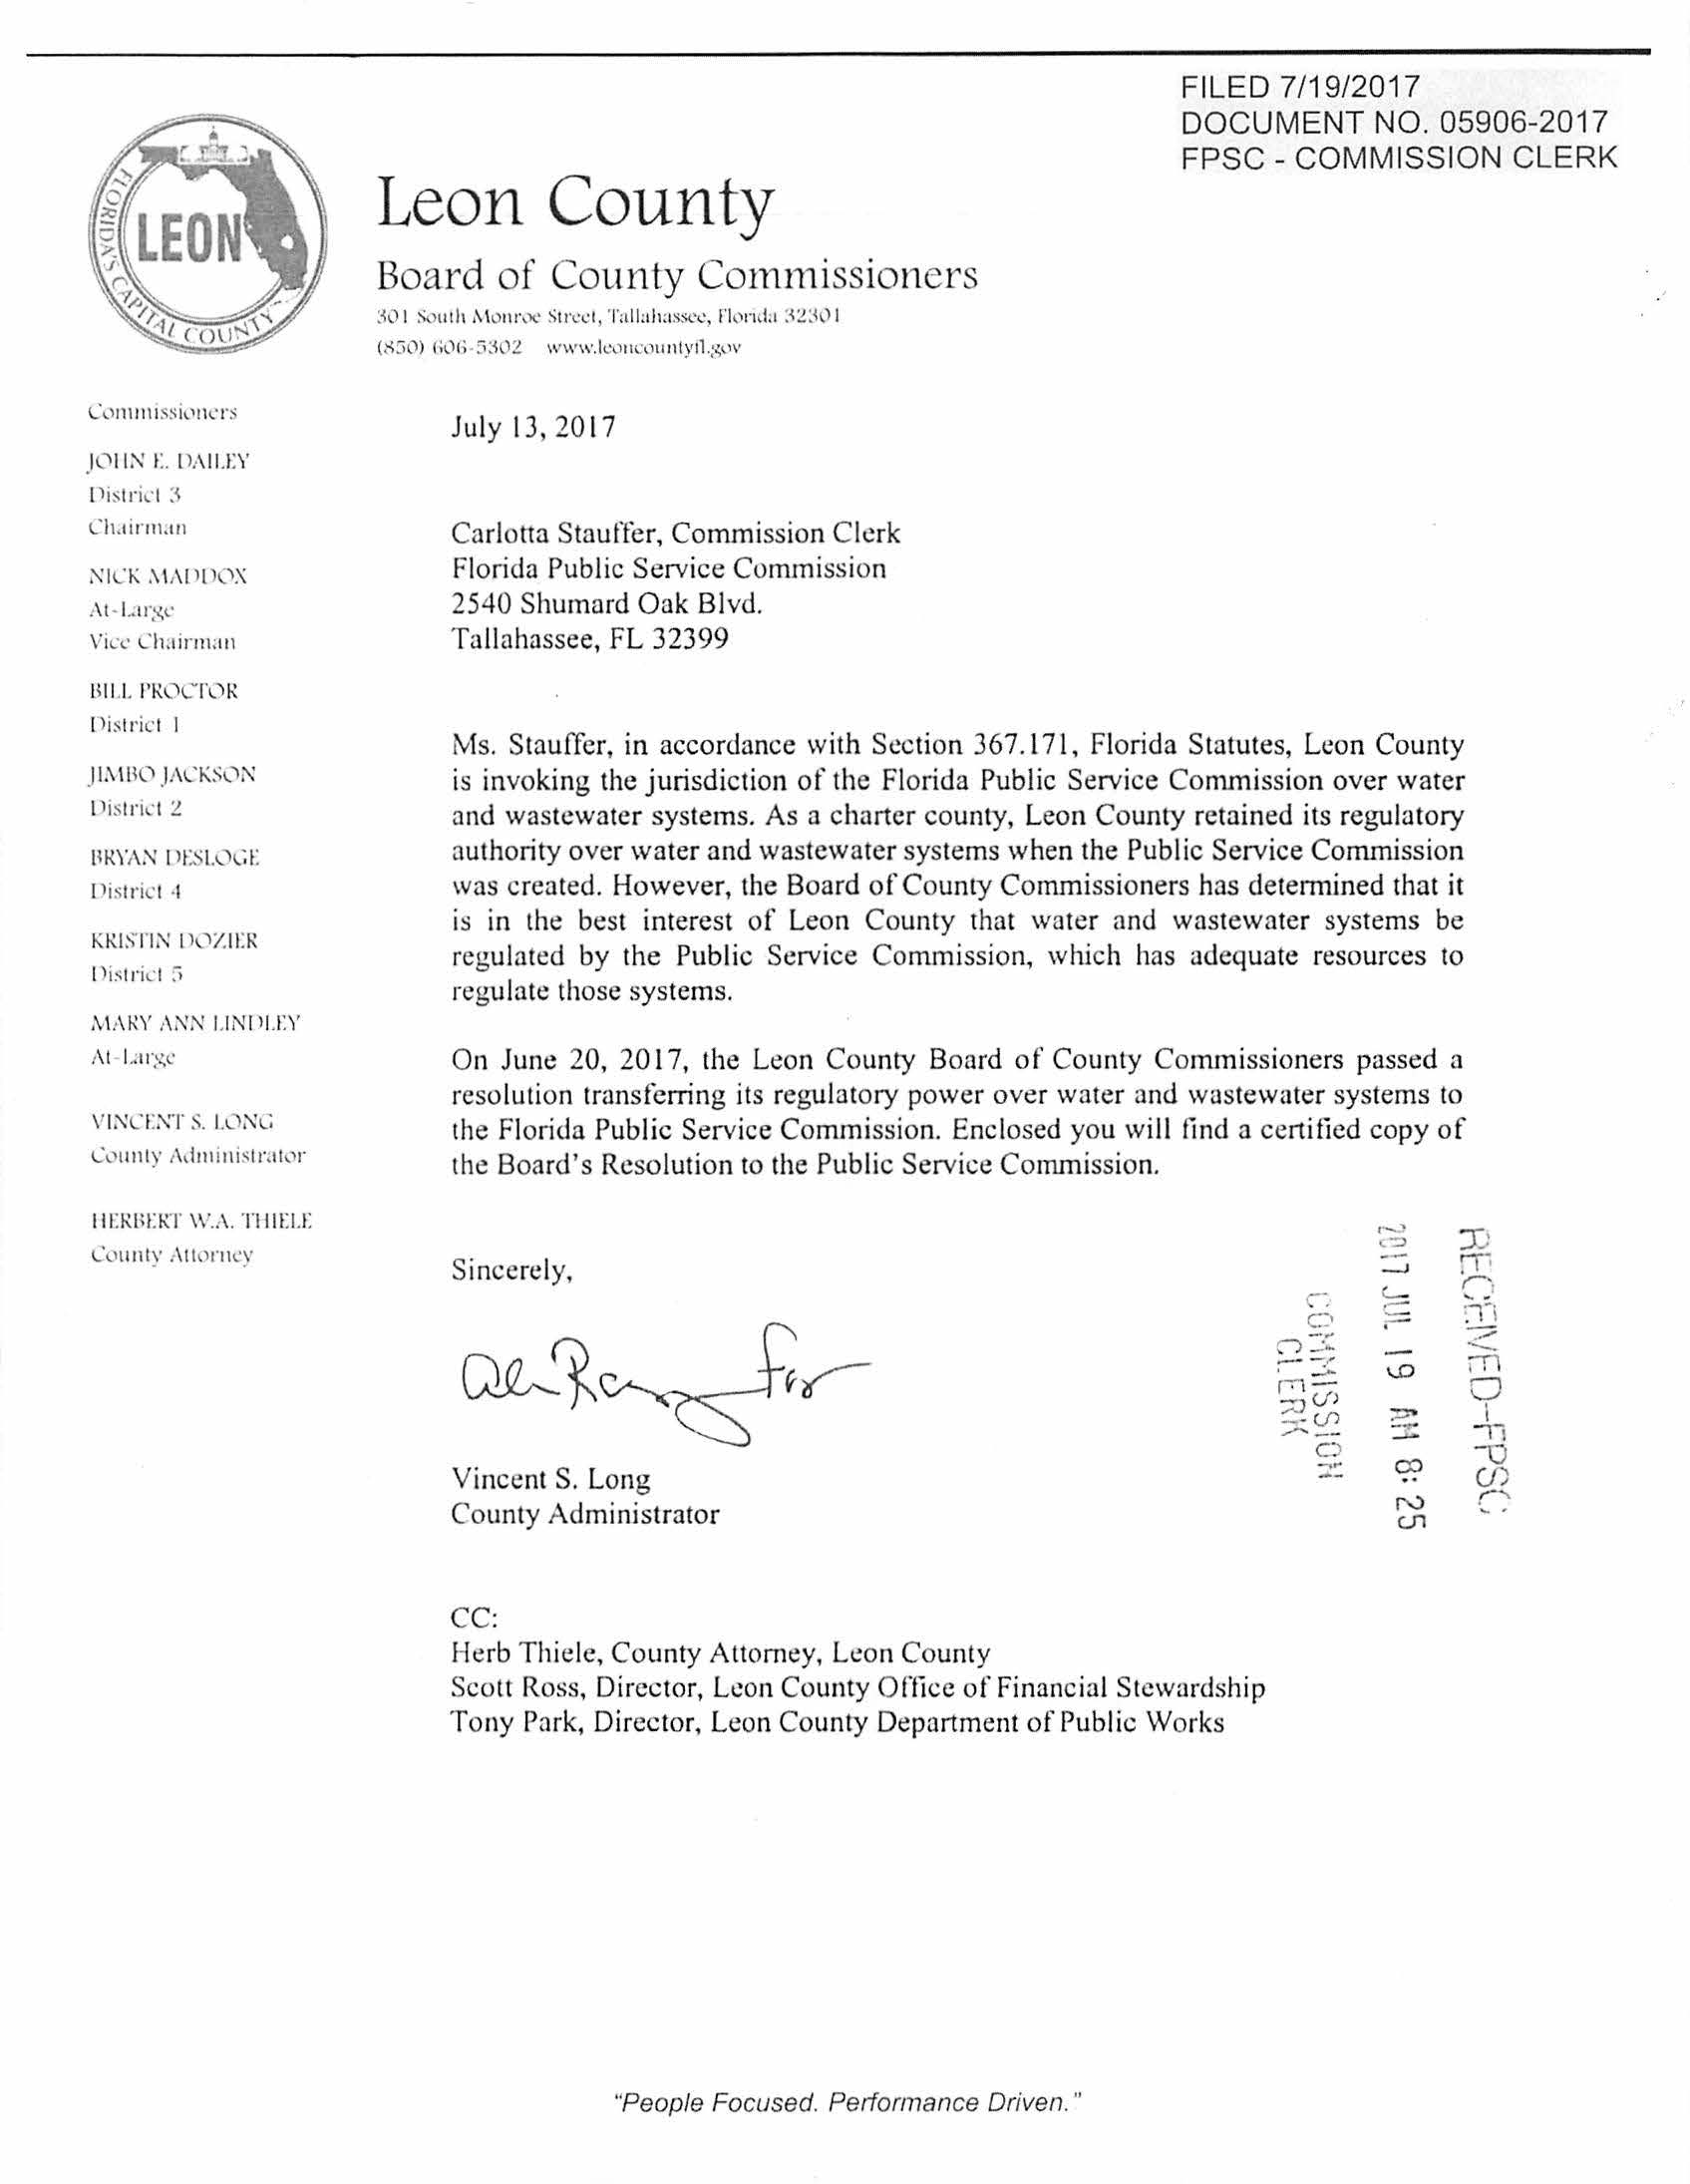 FILED 7/19/2017
DOCUMENT NO. 05906-2017
FPSC - COMMISSION CLERK
FLORIDA'S CAPITAL COUNTY
LEON
Leon County
Board of County Commissioners
301 South Monroe Street, Tallahassee, Florida 32301
(850) 606-5302 www.leoncountyfl.gov
Commissioners
JOHN E. DAILEY
District 3
Chairman
NICK MADDOX
At-Large
Vice Chairman
BILL PROCTOR
District 1
JIMBO JACKSON
District 2
BRYAN DESLOGE
District 4
KRISTIN DOZIER
District 5
MARY ANN LINDLEY
At-Large
VINCENT S. LONG
County Administrator
HERBERT W.A. THIELE
County Attorney
July 13, 2017
Carlotta Stauffer, Commission Clerk
Florida Public Service Commission
2540 Shumard Oak Blvd.
Tallahassee, FL 32399
Ms. Stauffer, in accordance with Section 367.171, Florida Statutes, Leon County
is invoking the jurisdiction of the Florida Public Service Commission over water
and wastewater systems. As a charter county, Leon County retained its regulatory
authority over water and wastewater systems when the Public Service Commission
was created. However, the Board of County Commissioners has determined that it
is in the best interest of Leon County that water and wastewater systems be
regulated by the Public Service Commission, which has adequate resources to
regulate those systems.
On June 20, 2017, the Leon County Board of County Commissioners passed a
resolution transferring its regulatory power over water and wastewater systems to
the Florida Public Service Commission. Enclosed you will find a certified copy of
the Board's Resolution to the Public Service Commission.
Sincerely,
for
Vincent S. Long
County Administrator
RECEIVED-FPSC
2017 JUL 19 AM 8:25
COMMISSION
CLERK
CC:
Herb Thiele, County Attorney, Leon County
Scott Ross, Director, Leon County Office of Financial Stewardship
Tony Park, Director, Leon County Department of Public Works
"People Focused. Performance Driven."